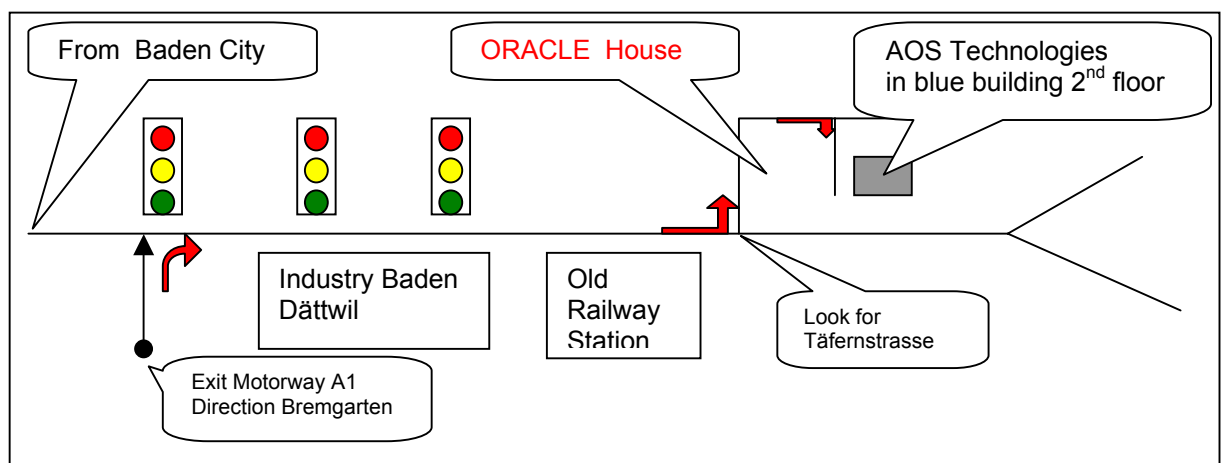 From Baden City
ORACLE House
AOS Technologies
in blue building 2nd floor
Industry Baden
Dättwil
Old
Railway
Station
Look for
Täfernstrasse
Exit Motorway A1
Direction Bremgarten